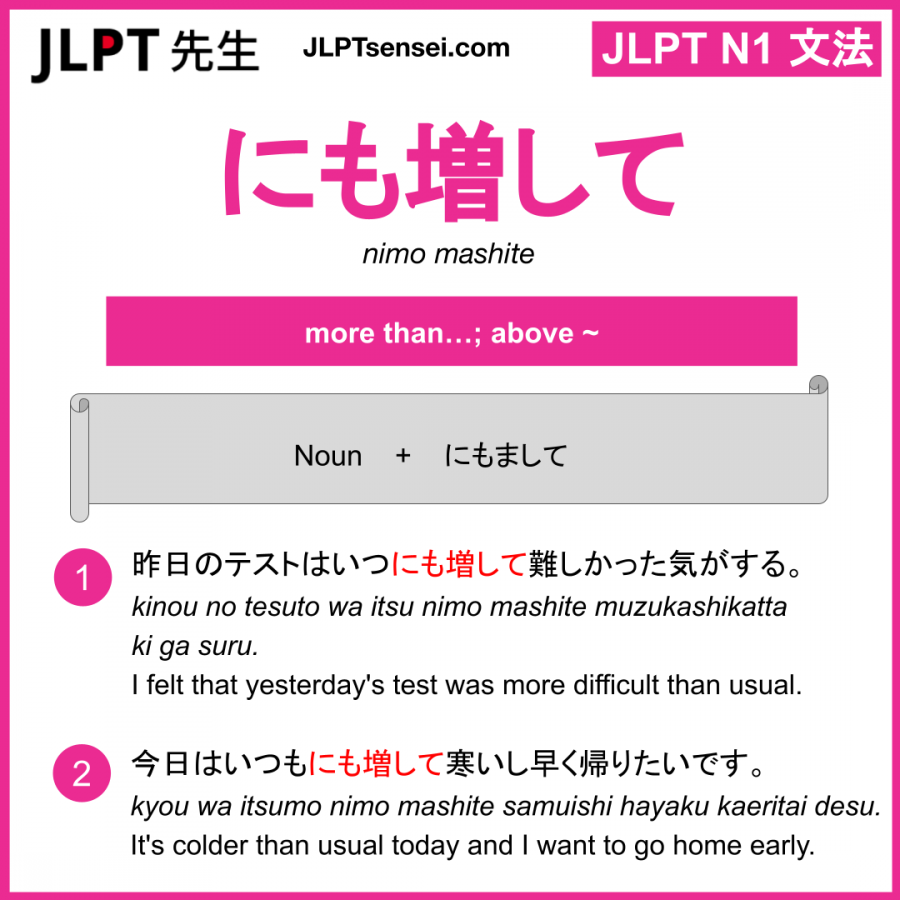 JLPT 先生
JLPTsensei.com
JLPT N1 文法
にも増して
nimo mashite
more than…; above ~
Noun + にもまして
1
昨日のテストはいつにも増して難しかった気がする。
kinou no tesuto wa itsu nimo mashite muzukashikatta
ki ga suru.
I felt that yesterday's test was more difficult than usual.
2
今日はいつもにも増して寒いし早く帰りたいです。
kyou wa itsumo nimo mashite samuishi hayaku kaeritai desu.
It's colder than usual today and I want to go home early.